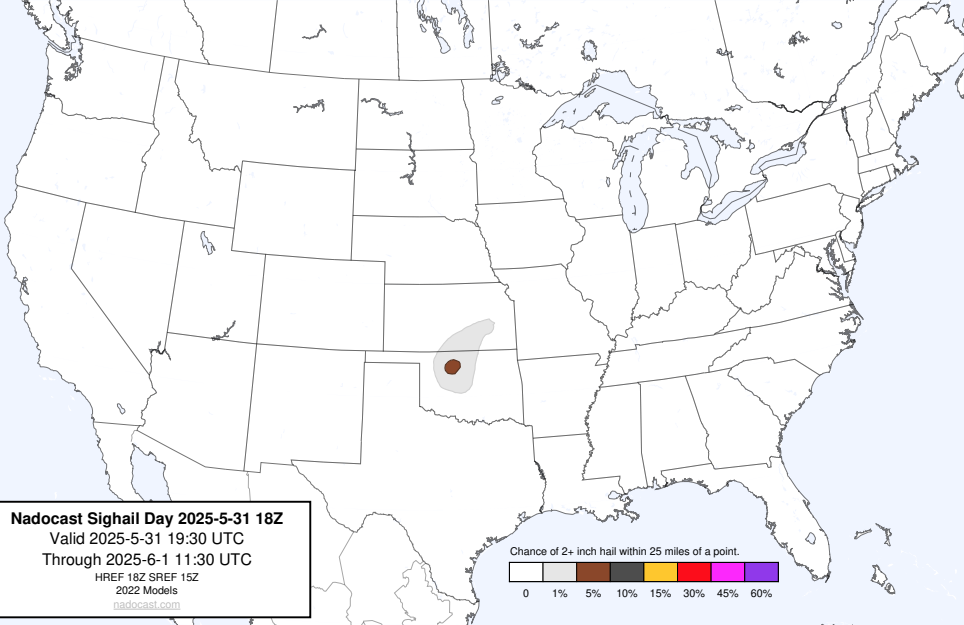 Nadocast Sighail Day 2025-5-31 18Z
Valid 2025-5-31 19:30 UTC
Through 2025-6-1 11:30 UTC
HREF 18Z SREF 15Z
2022 Models
nadocast.com
Chance of 2+ inch hail within 25 miles of a point.
0 1% 5% 10% 15% 30% 45% 60%